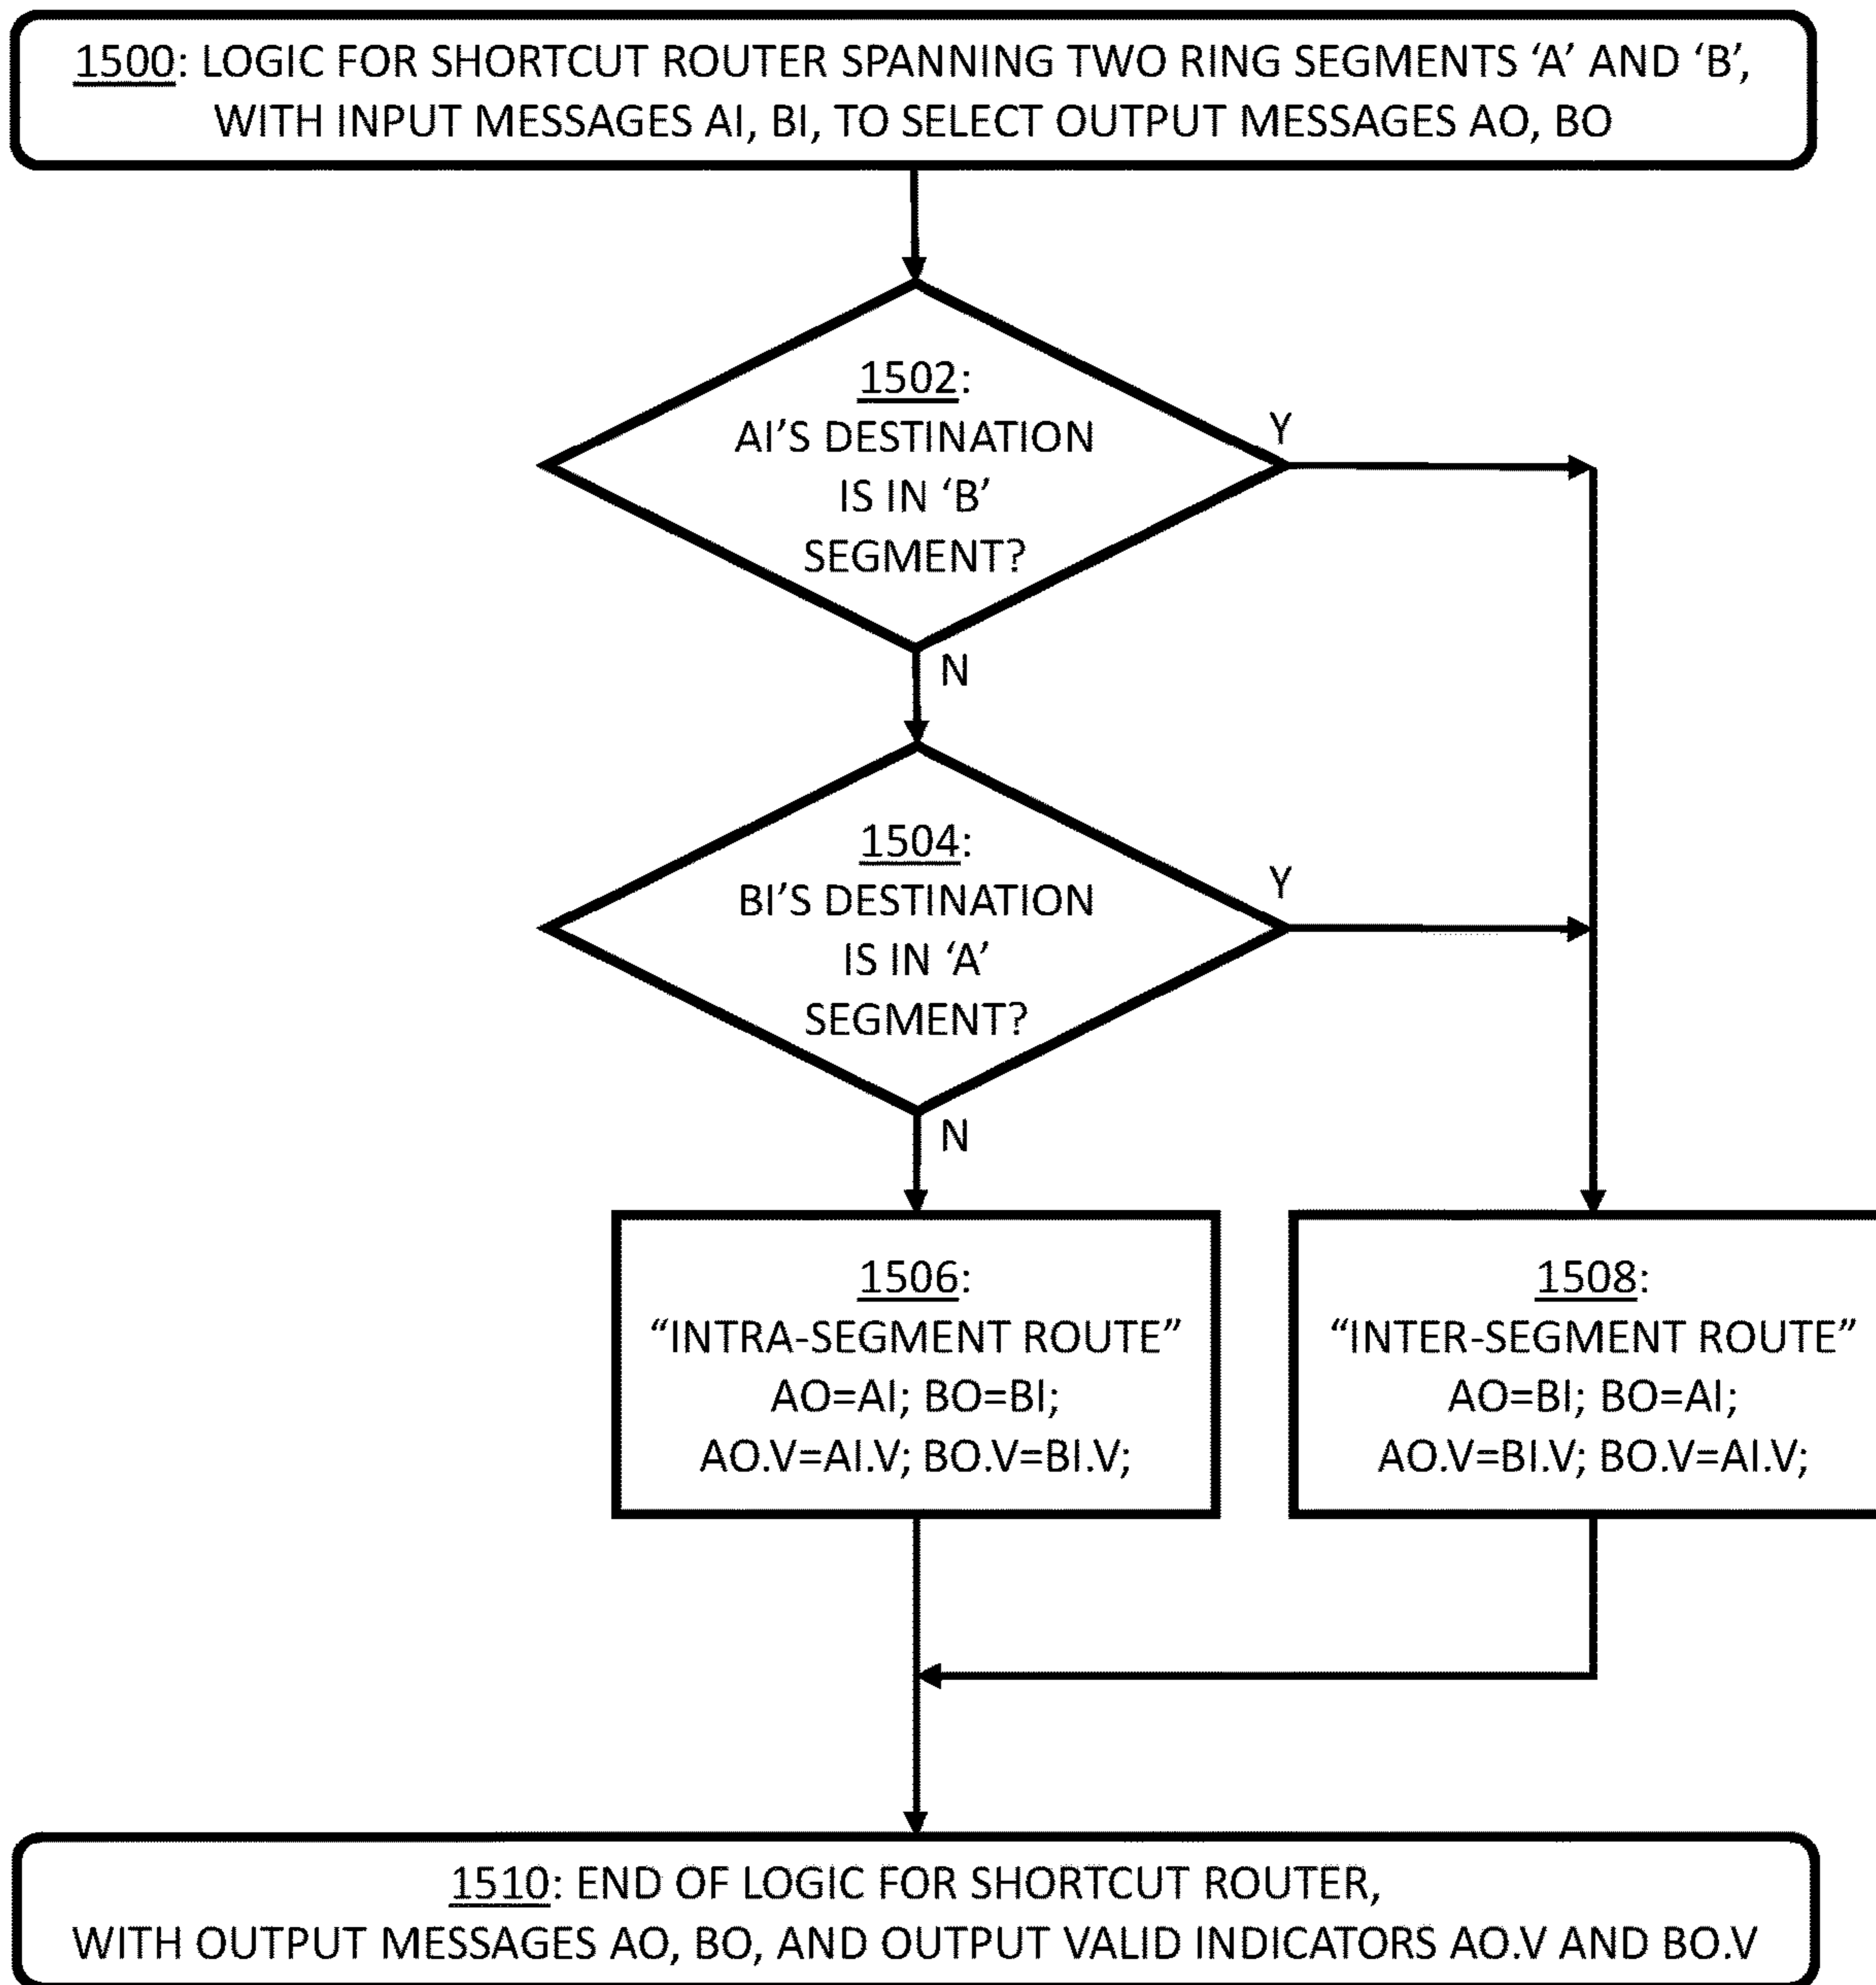 1500: LOGIC FOR SHORTCUT ROUTER SPANNING TWO RING SEGMENTS ‘A’ AND ‘B’,
WITH INPUT MESSAGES AI, BI, TO SELECT OUTPUT MESSAGES AO, BO
1502:
AI’S DESTINATION
IS IN ‘B’
SEGMENT?
Y
N
1504:
BI’S DESTINATION
IS IN ‘A’
SEGMENT?
Y
N
1506:
“INTRA-SEGMENT ROUTE”
AO=AI; BO=BI;
AO.V=AI.V; BO.V=BI.V;
1508:
“INTER-SEGMENT ROUTE”
AO=BI; BO=AI;
AO.V=BI.V; BO.V=AI.V;
1510: END OF LOGIC FOR SHORTCUT ROUTER,
WITH OUTPUT MESSAGES AO, BO, AND OUTPUT VALID INDICATORS AO.V AND BO.V